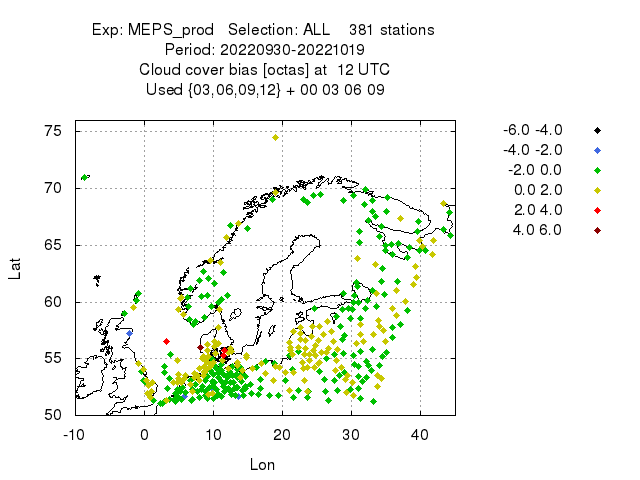 Exp: MEPS_prod   Selection: ALL    381 stations
Period: 20220930-20221019
Cloud cover bias [octas] at  12 UTC
Used {03,06,09,12} + 00 03 06 09
-6.0 -4.0
-4.0 -2.0
-2.0 0.0
0.0 2.0
2.0 4.0
4.0 6.0
75
70
65
60
55
50
Lat
-10 0 10 20 30 40
Lon